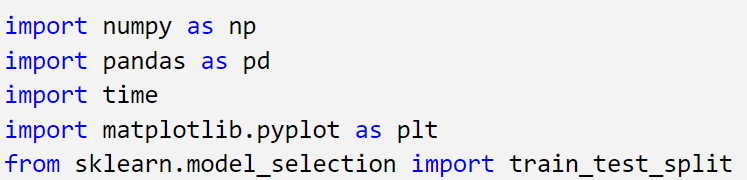 import numpy as np
import pandas as pd
import time
import matplotlib.pyplot as plt
from sklearn.model_selection import train_test_split